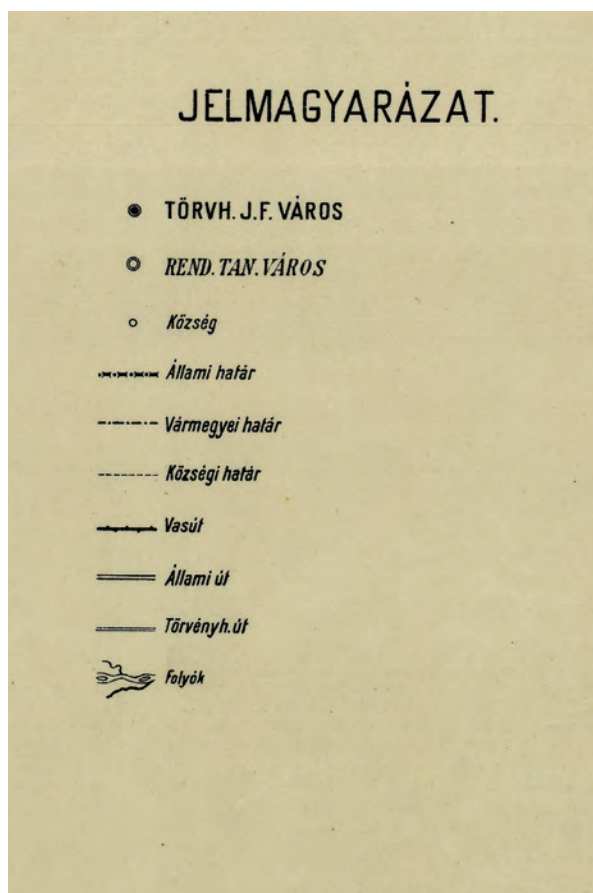 JELMAGYARÁZAT.
TÖRVH. J. F. VÁROS
REND. TAN. VÁROS
Község
Állami határ
Vármegyei határ
Községi határ
Vasút
Állami út
Törvényh. út
Folyók